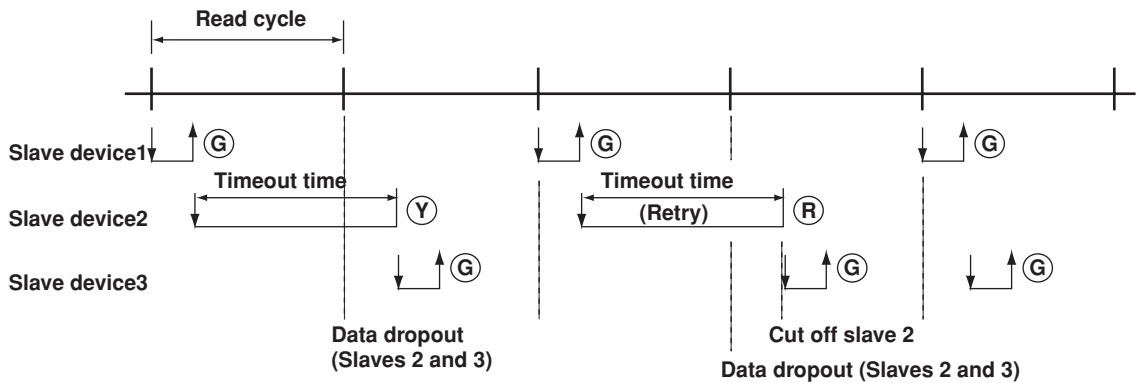 Read cycle
Slave device1
G
G
G
Timeout time
Timeout time
Slave device2
Y
(Retry)
R
Slave device3
G
G
G
Data dropout
(Slaves 2 and 3)
Cut off slave 2
Data dropout (Slaves 2 and 3)